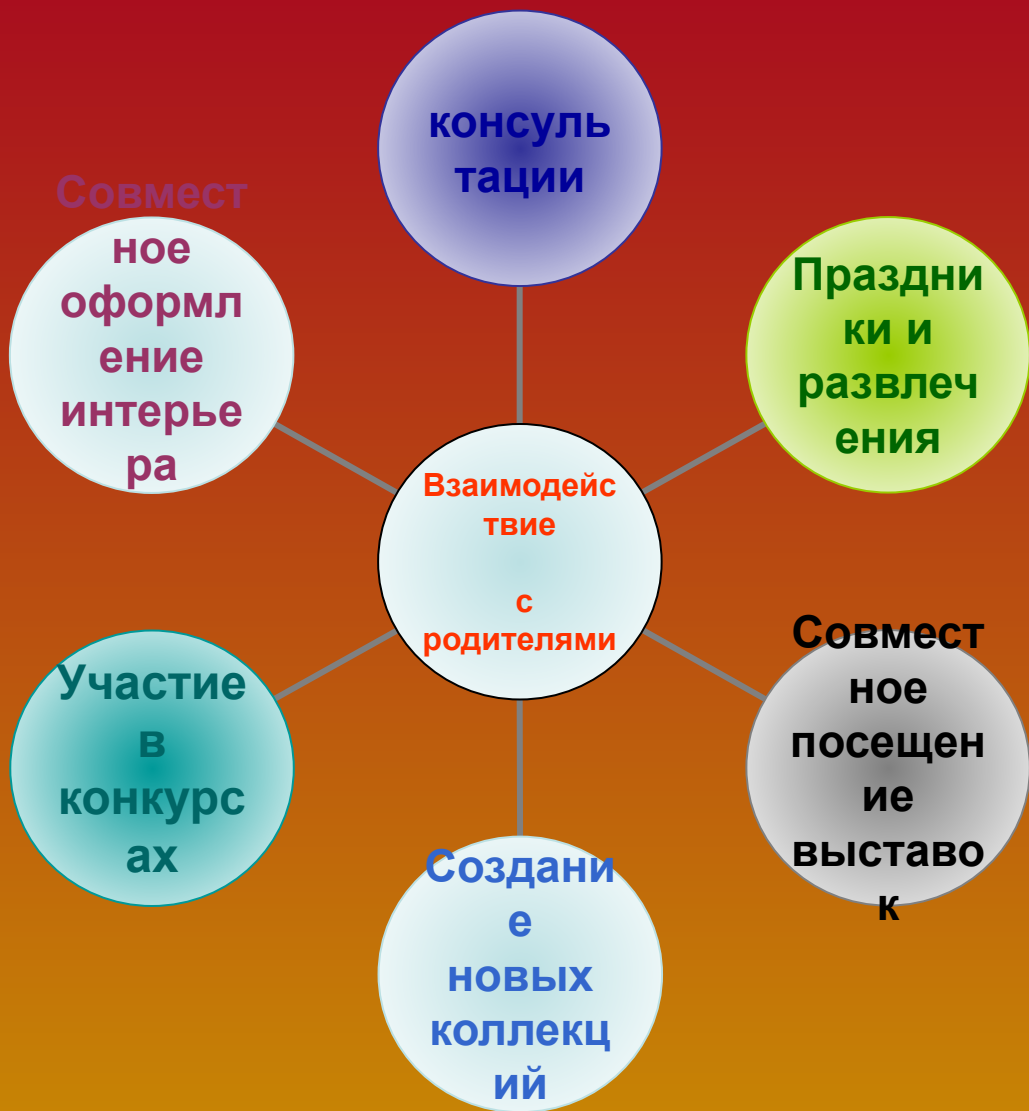 консуль
тации
Праздни
ки и
развлеч
ения
Совмест
ное
посещен
ие
выставо
к
Создани
е
новых
коллекц
ий
Участие
в
конкурс
ах
Совмест
ное
оформл
ение
интерье
ра
Взаимодейс
твие
с
родителями